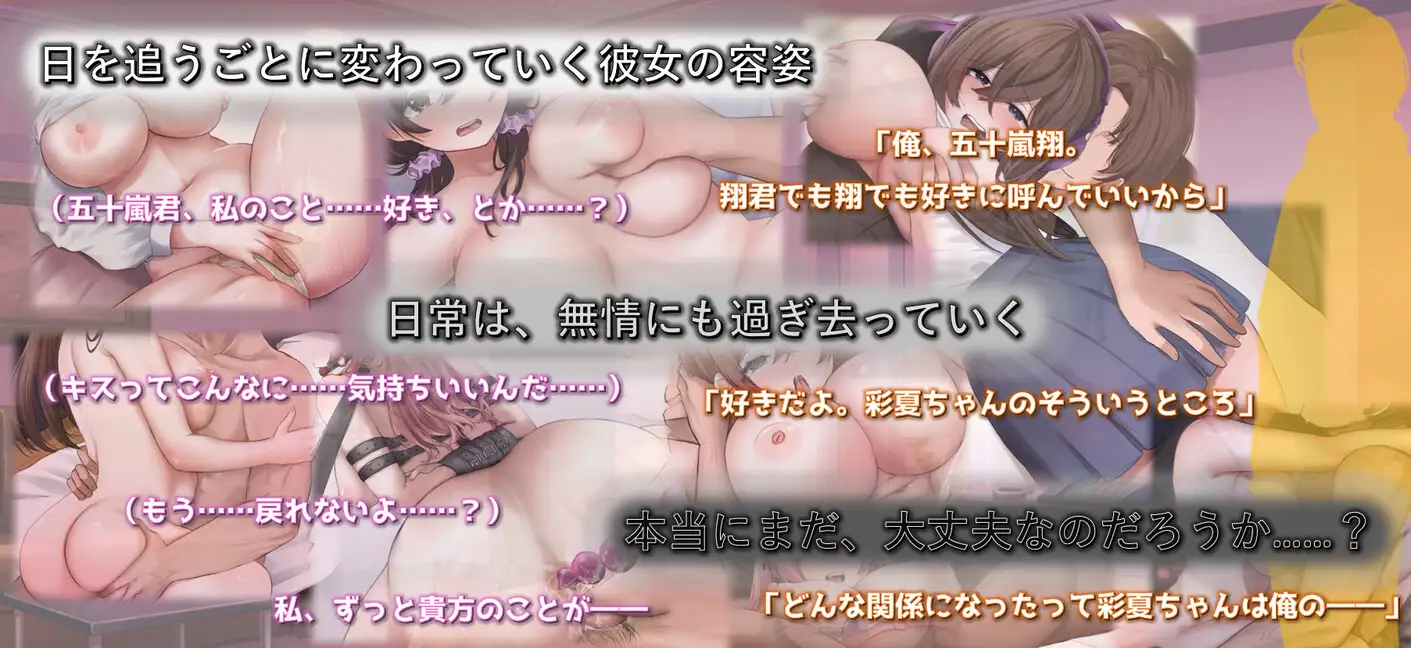 日を追うごとに変わっていく彼女の容姿
「俺、五十嵐翔。
翔君でも翔でも好きに呼んでいいから」
(五十嵐君、私のこと……好き、とか……?)
日常は、無情にも過ぎ去っていく
(キスってこんなに……気持ちいいんだ……)
「好きだよ。彩夏ちゃんのそういうところ」
(もう……戻れないよ……?)
本当にまだ、大丈夫なのだろうか……?
私、ずっと貴方のことが――
「どんな関係になったって彩夏ちゃんは俺の――」